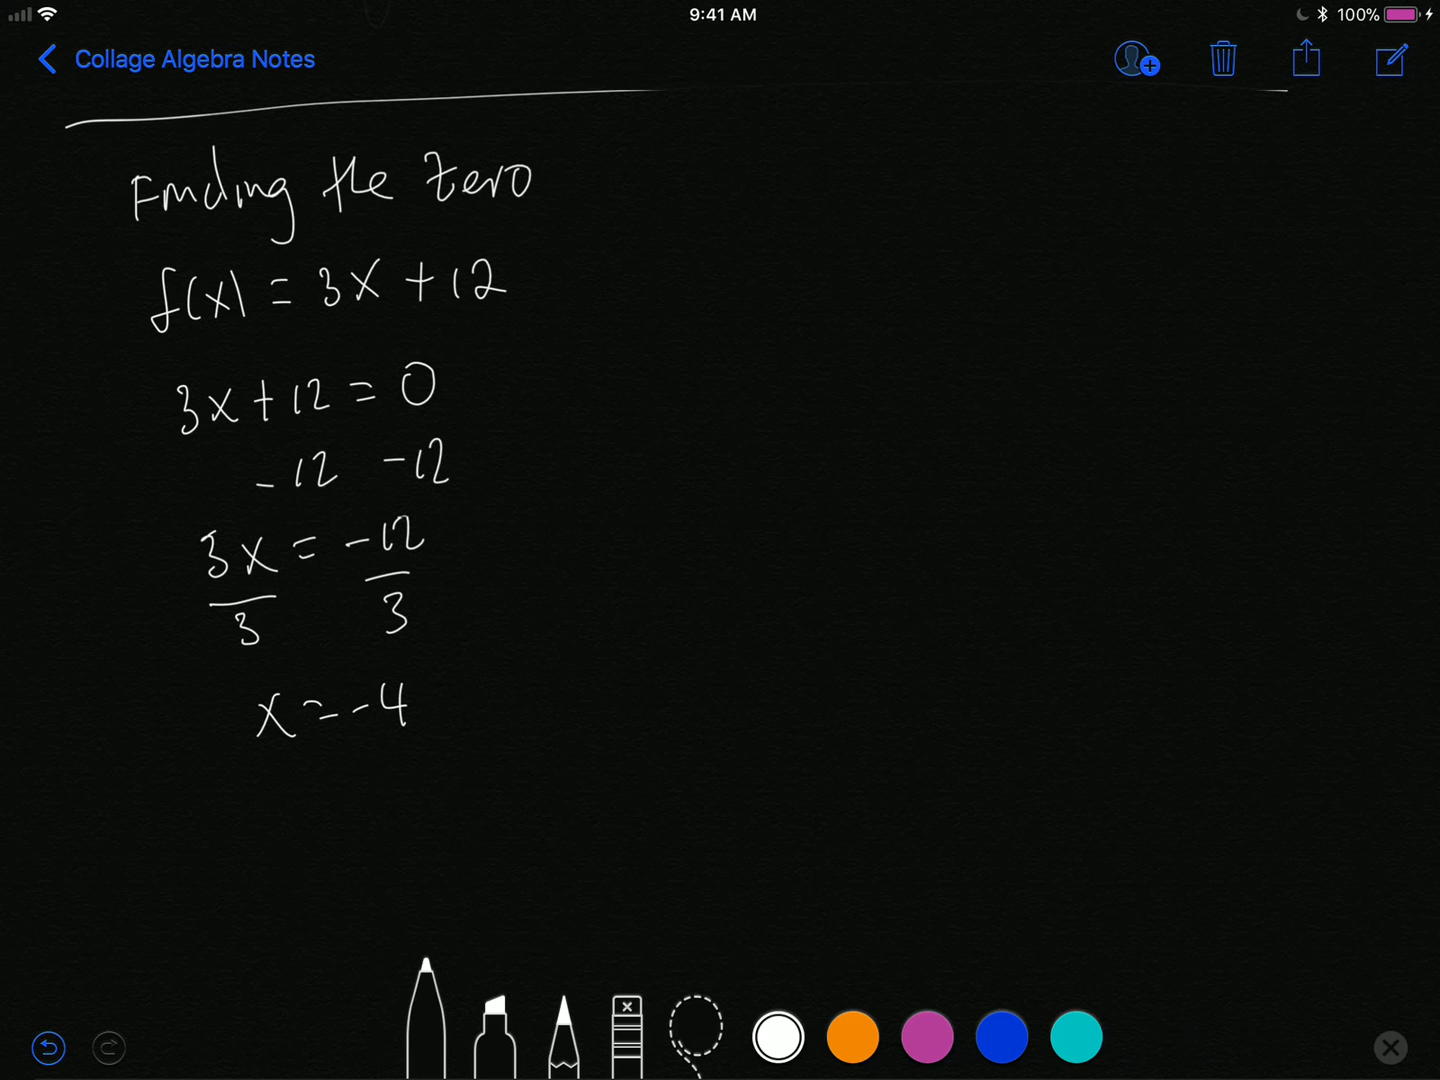 9:41 AM 100%
Collage Algebra Notes
Finding the zero
f(x) = 3x + 12
3x + 12 = 0
- 12 - 12
3x = -12
3 3
x = -4